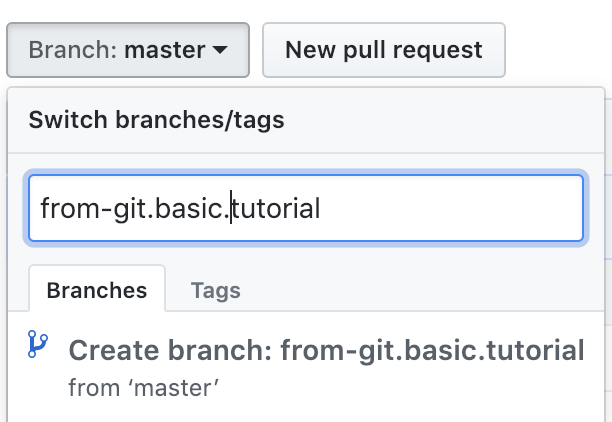 Branch: master New pull request
Switch branches/tags
from-git.basic.tutorial
Branches Tags
Create branch: from-git.basic.tutorial
from ‘master’